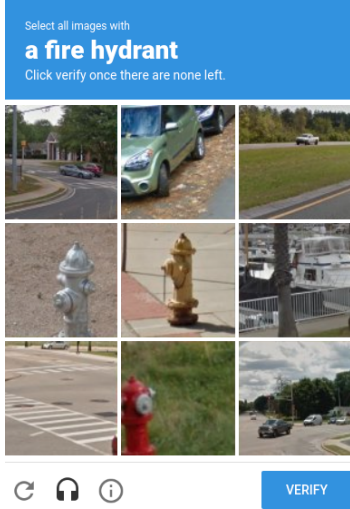 Select all images with
a fire hydrant
Click verify once there are none left.
VERIFY